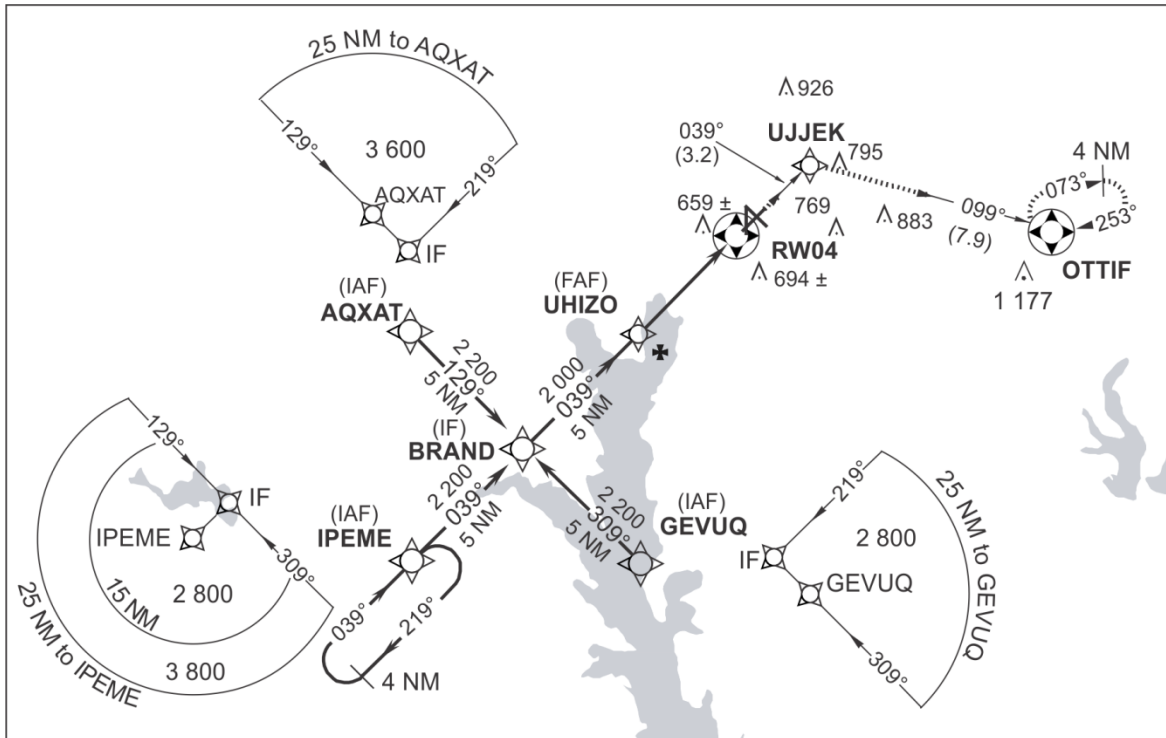 25 NM to AQXAT
129°
3 600
219°
AQXAT
IF
926
UJJEK
039°
(3.2)
795
4 NM
073°
253°
659 ±
769
883
099°
(7.9)
RW04
694 ±
OTTIF
1 177
(IAF)
AQXAT
(FAF)
UHIZO
2 200
129°
5 NM
2 000
039°
5 NM
(IF)
BRAND
129°
IF
IPEME
309°
2 800
15 NM
3 800
25 NM to IPEME
(IAF)
IPEME
2 200
039°
5 NM
039°
219°
4 NM
2 200
309°
5 NM
(IAF)
GEVUQ
219°
25 NM to GEVUQ
2 800
IF
GEVUQ
309°